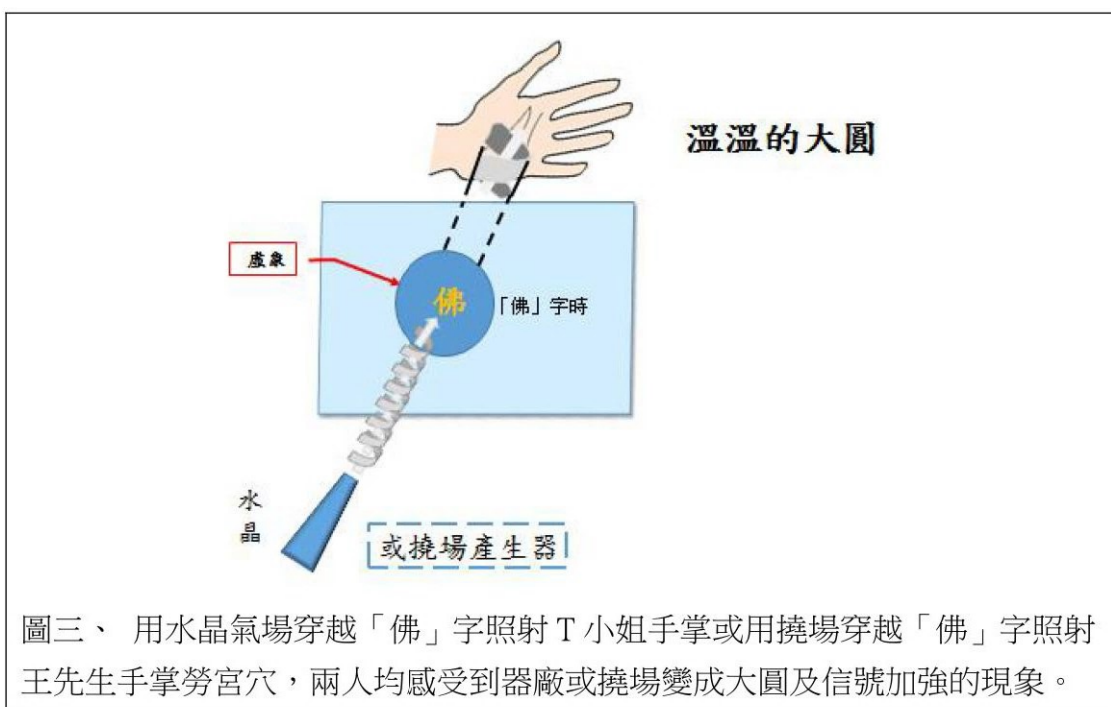 溫溫的大圓
虛象
佛
「佛」字時
水
晶
或撓場產生器
圖三、 用水晶氣場穿越「佛」字照射 T 小姐手掌或用撓場穿越「佛」字照射
王先生手掌勞宮穴，兩人均感受到器廠或撓場變成大圓及信號加強的現象。